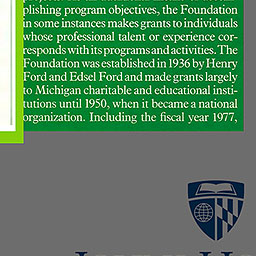 plishing program objectives, the Foundation
in some instances makes grants to individuals
whose professional talent or experience cor-
responds with its programs and activities. The
Foundation was established in 1936 by Henry
Ford and Edsel Ford and made grants largely
to Michigan charitable and educational insti-
tutions until 1950, when it became a national
organization. Including the fiscal year 1977,